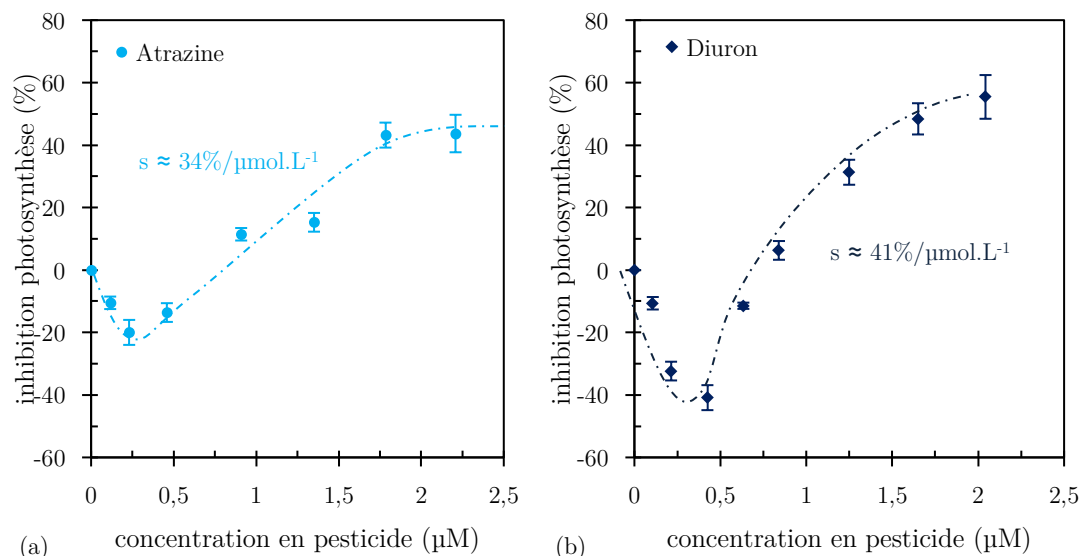 80
60
40
20
0
-20
-40
-60
inhibition photosynthèse (%)
Atrazine
s ≈ 34%/µmol.L-1
0
0,5
1
1,5
2
2,5
concentration en pesticide (µM)
(a)
80
60
40
20
0
-20
-40
-60
inhibition photosynthèse (%)
Diuron
s ≈ 41%/µmol.L-1
0
0,5
1
1,5
2
2,5
concentration en pesticide (µM)
(b)